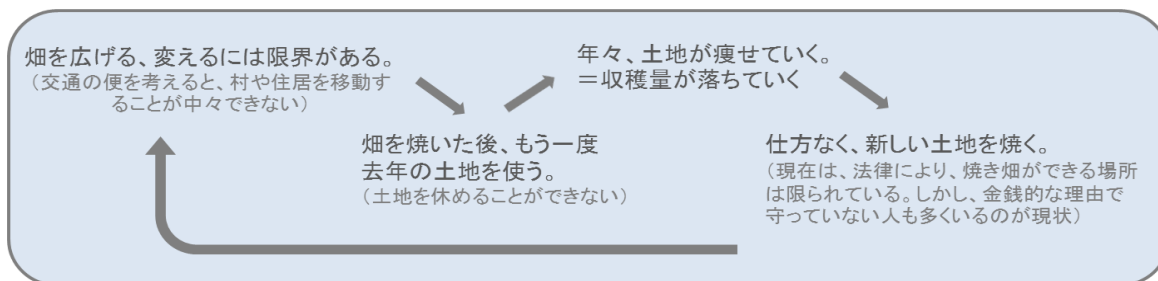 畑を広げる、変えるには限界がある。
（交通の便を考えると、村や住居を移動す
ることが中々できない）
畑を焼いた後、もう一度
去年の土地を使う。
（土地を休めることができない）
年々、土地が痩せていく。
＝収穫量が落ちていく
仕方なく、新しい土地を焼く。
（現在は、法律により、焼き畑ができる場所
は限られている。しかし、金銭的な理由で
守っていない人も多くいるのが現状）